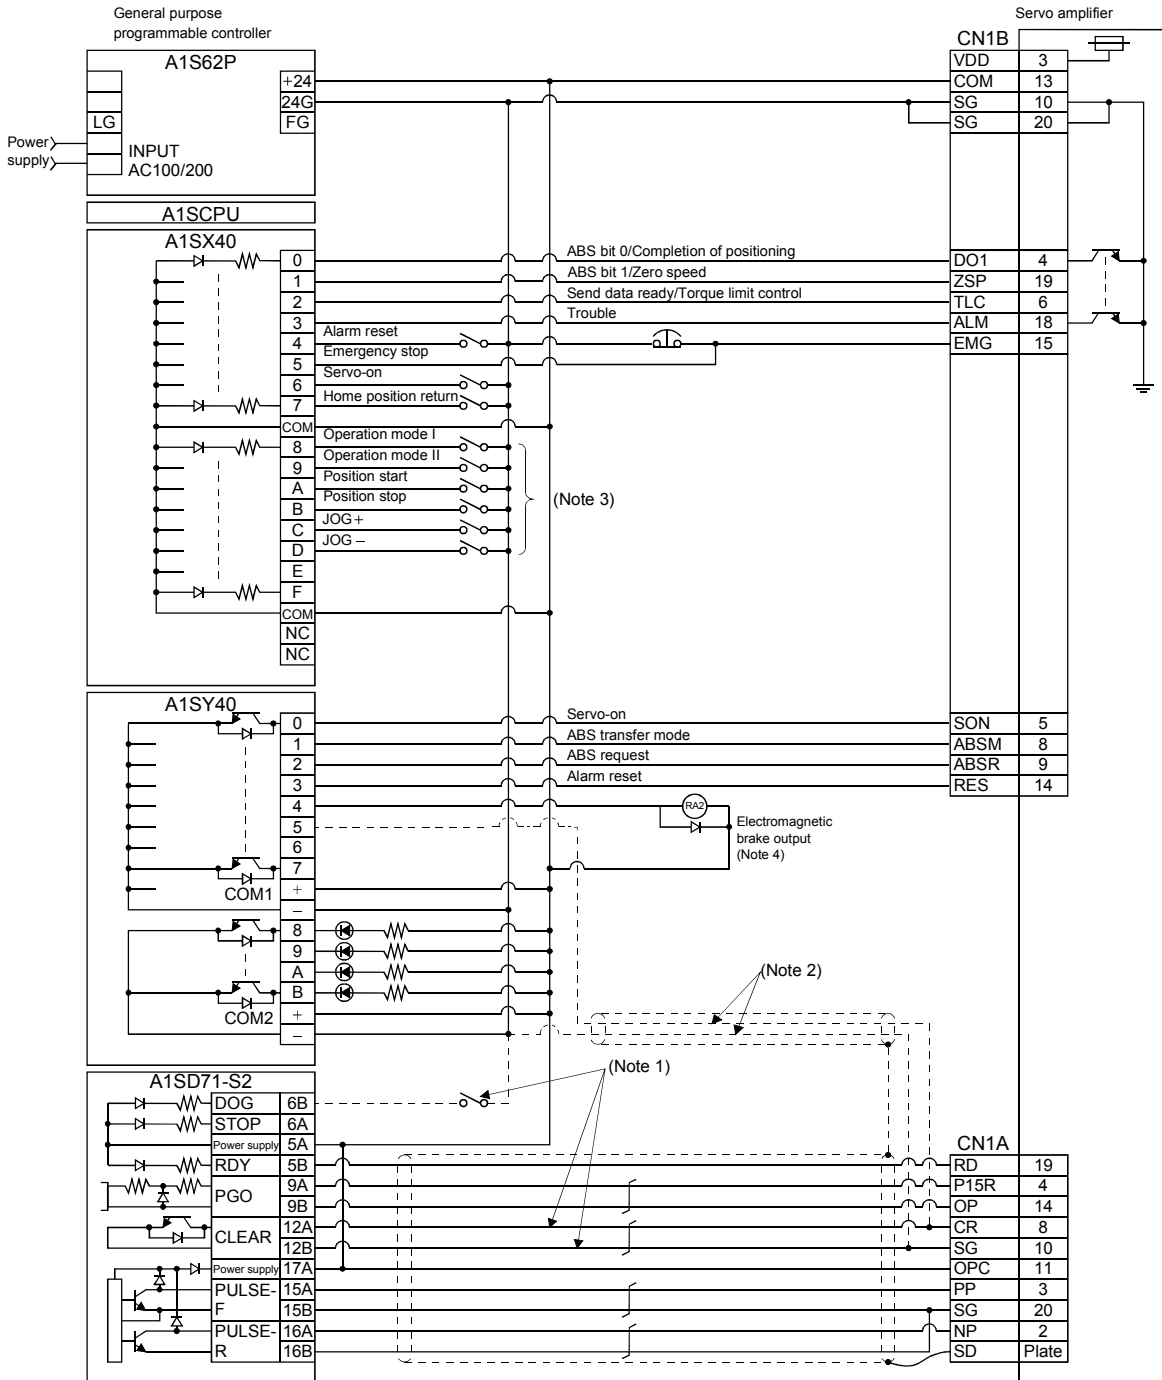 General purpose
programmable controller
Servo amplifier
A1S62P
+24
24G
FG
LG
Power
supply
INPUT
AC100/200
CN1B
VDD 3
COM 13
SG 10
SG 20
A1SCPU
A1SX40
0 ABS bit 0/Completion of positioning DO1 4
1 ABS bit 1/Zero speed ZSP 19
2 Send data ready/Torque limit control TLC 6
3 Trouble ALM 18
Alarm reset
4 EMG 15
Emergency stop
5
Servo-on
6
Home position return
7
COM
Operation mode I
8
Operation mode II
9
Position start
A
Position stop
B
JOG+
C
JOG–
D
E
F
COM
NC
NC
(Note 3)
A1SY40
0 Servo-on SON 5
1 ABS transfer mode ABSM 8
2 ABS request ABSR 9
3 Alarm reset RES 14
4
RA2
Electromagnetic
brake output
(Note 4)
5
6
7
COM1
+
–
8
9
A
B
COM2
+
–
(Note 2)
(Note 1)
A1SD71-S2
DOG 6B
STOP 6A
Power supply 5A
RDY 5B
PGO
9A
9B
CLEAR
12A
12B
Power supply 17A
PULSE-
F
15A
15B
PULSE-
R
16A
16B
CN1A
RD 19
P15R 4
OP 14
CR 8
SG 10
OPC 11
PP 3
SG 20
NP 2
SD Plate